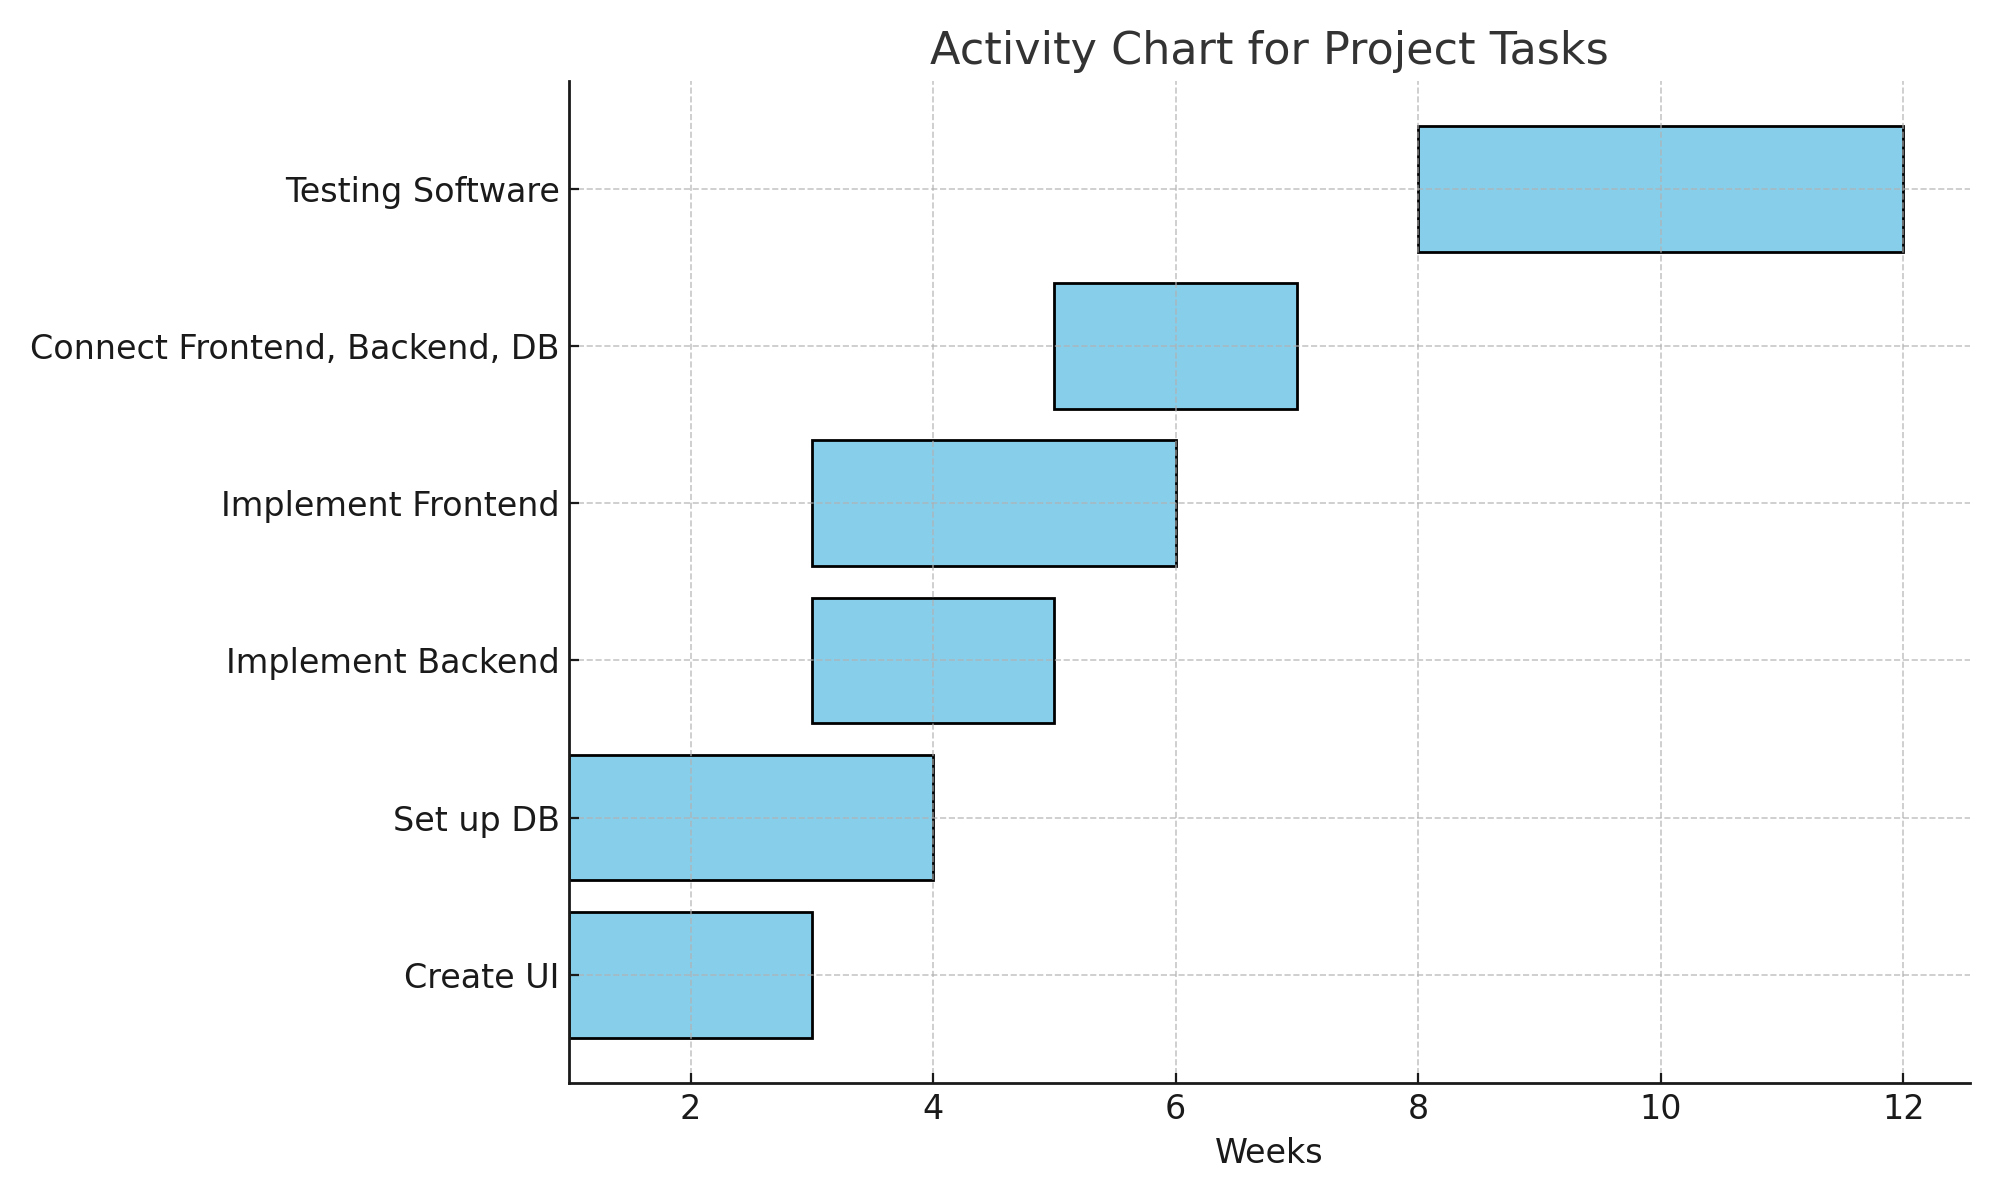 Activity Chart for Project Tasks
Testing Software
Connect Frontend, Backend, DB
Implement Frontend
Implement Backend
Set up DB
Create UI
2 4 6 8 10 12
Weeks